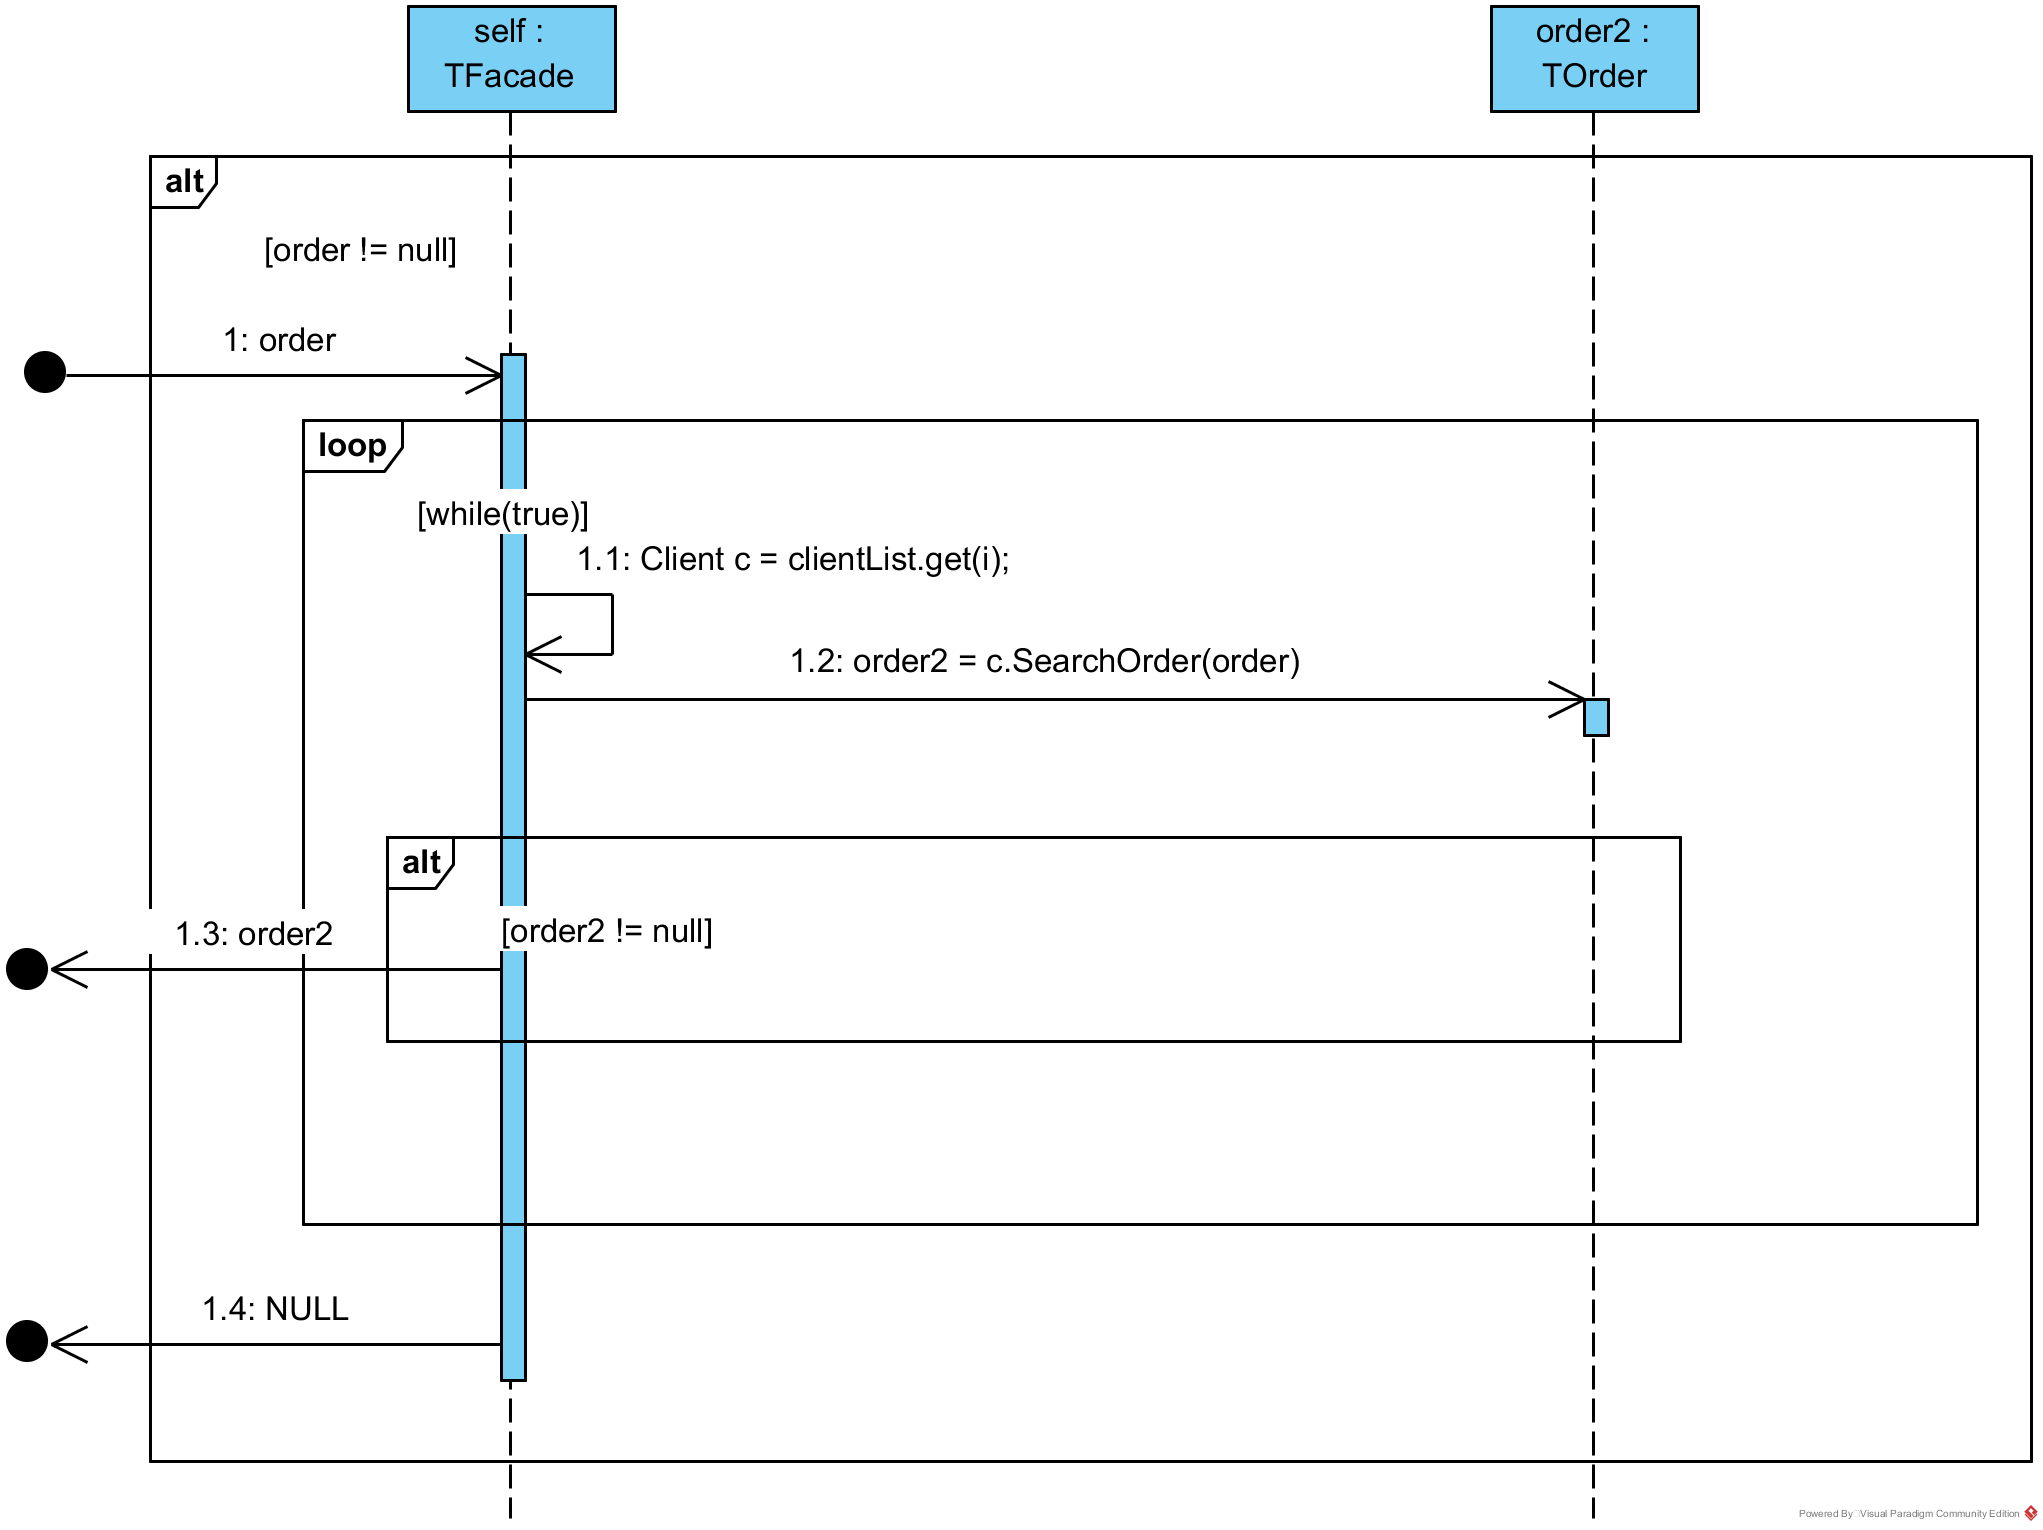 self :
TFacade
order2 :
TOrder
alt
[order != null]
1: order
loop
[while(true)]
1.1: Client c = clientList.get(i);
1.2: order2 = c.SearchOrder(order)
alt
1.3: order2
[order2 != null]
1.4: NULL
Powered By Visual Paradigm Community Edition